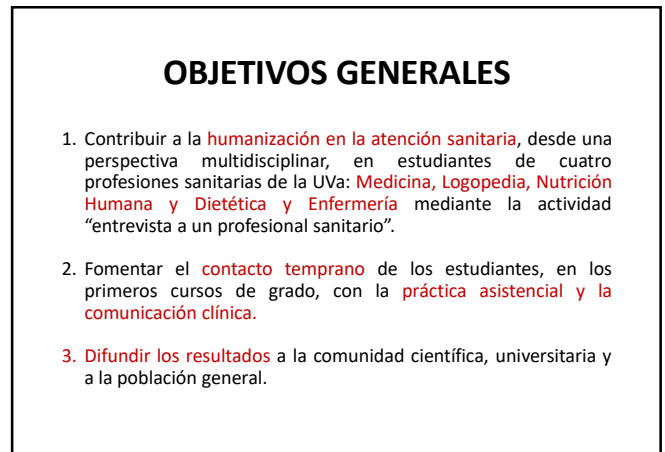 OBJETIVOS GENERALES
1. Contribuir a la humanización en la atención sanitaria, desde una
perspectiva multidisciplinar, en estudiantes de cuatro
profesiones sanitarias de la UVa: Medicina, Logopedia, Nutrición
Humana y Dietética y Enfermería mediante la actividad
“entrevista a un profesional sanitario”.
2. Fomentar el contacto temprano de los estudiantes, en los
primeros cursos de grado, con la práctica asistencial y la
comunicación clínica.
3. Difundir los resultados a la comunidad científica, universitaria y
a la población general.